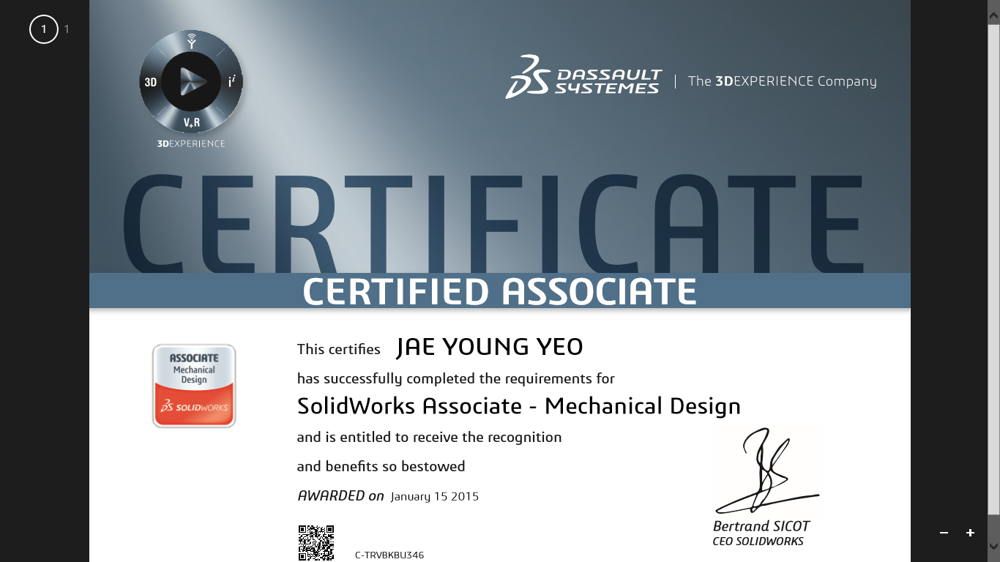 1 1
3D
i i
V+R
3DEXPERIENCE
DASSAULT SYSTEMES | The 3DEXPERIENCE Company
CERTIFICATE
CERTIFIED ASSOCIATE
ASSOCIATE
Mechanical
Design
SOLIDWORKS
This certifies JAE YOUNG YEO
has successfully completed the requirements for
SolidWorks Associate - Mechanical Design
and is entitled to receive the recognition
and benefits so bestowed
AWARDED on January 15 2015
Bertrand SICOT
CEO SOLIDWORKS
C-TRVBKBU346